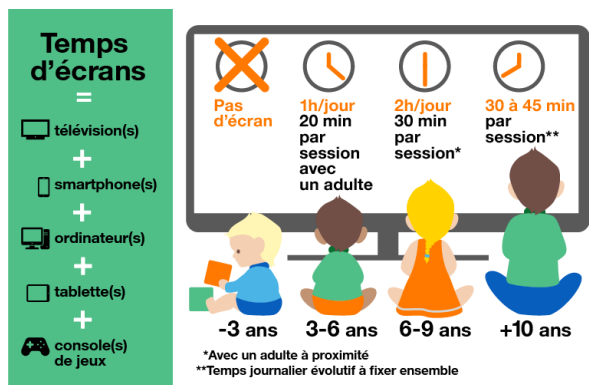 Temps
d'écrans
=
télévision(s)
+
smartphone(s)
+
ordinateur(s)
+
tablette(s)
+
console(s)
de jeux
Pas
d'écran
1h/jour
20 min
par
session
avec
un adulte
2h/jour
30 min
par
session*
30 à 45 min
par
session**
-3 ans
3-6 ans
6-9 ans
+10 ans
*Avec un adulte à proximité
**Temps journalier évolutif à fixer ensemble